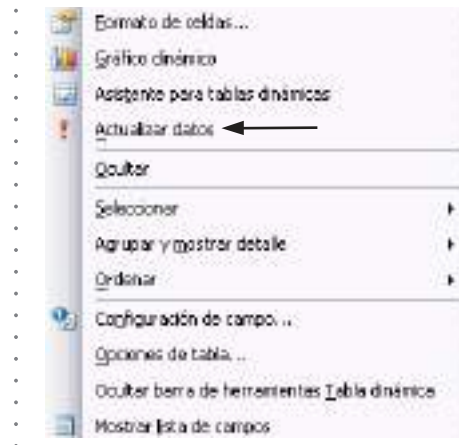 Formato de celdas...
Gráfico dinámico
Asistente para tablas dinámicas
Actualizar datos
Ocultar
Seleccionar
Agrupar y mostrar detalle
Ordenar
Configuración de campo...
Opciones de tabla...
Ocultar barra de herramientas Tabla dinámica
Mostrar lista de campos